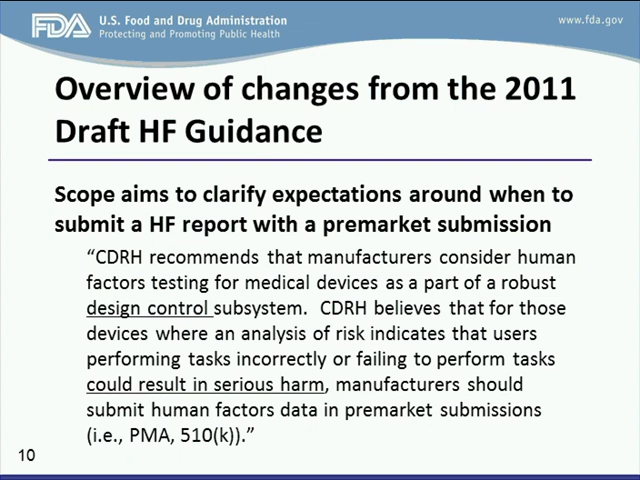 FDA U.S. Food and Drug Administration
Protecting and Promoting Public Health
www.fda.gov
Overview of changes from the 2011
Draft HF Guidance
Scope aims to clarify expectations around when to
submit a HF report with a premarket submission
“CDRH recommends that manufacturers consider human
factors testing for medical devices as a part of a robust
design control subsystem.  CDRH believes that for those
devices where an analysis of risk indicates that users
performing tasks incorrectly or failing to perform tasks
could result in serious harm, manufacturers should
submit human factors data in premarket submissions
(i.e., PMA, 510(k)).”
10